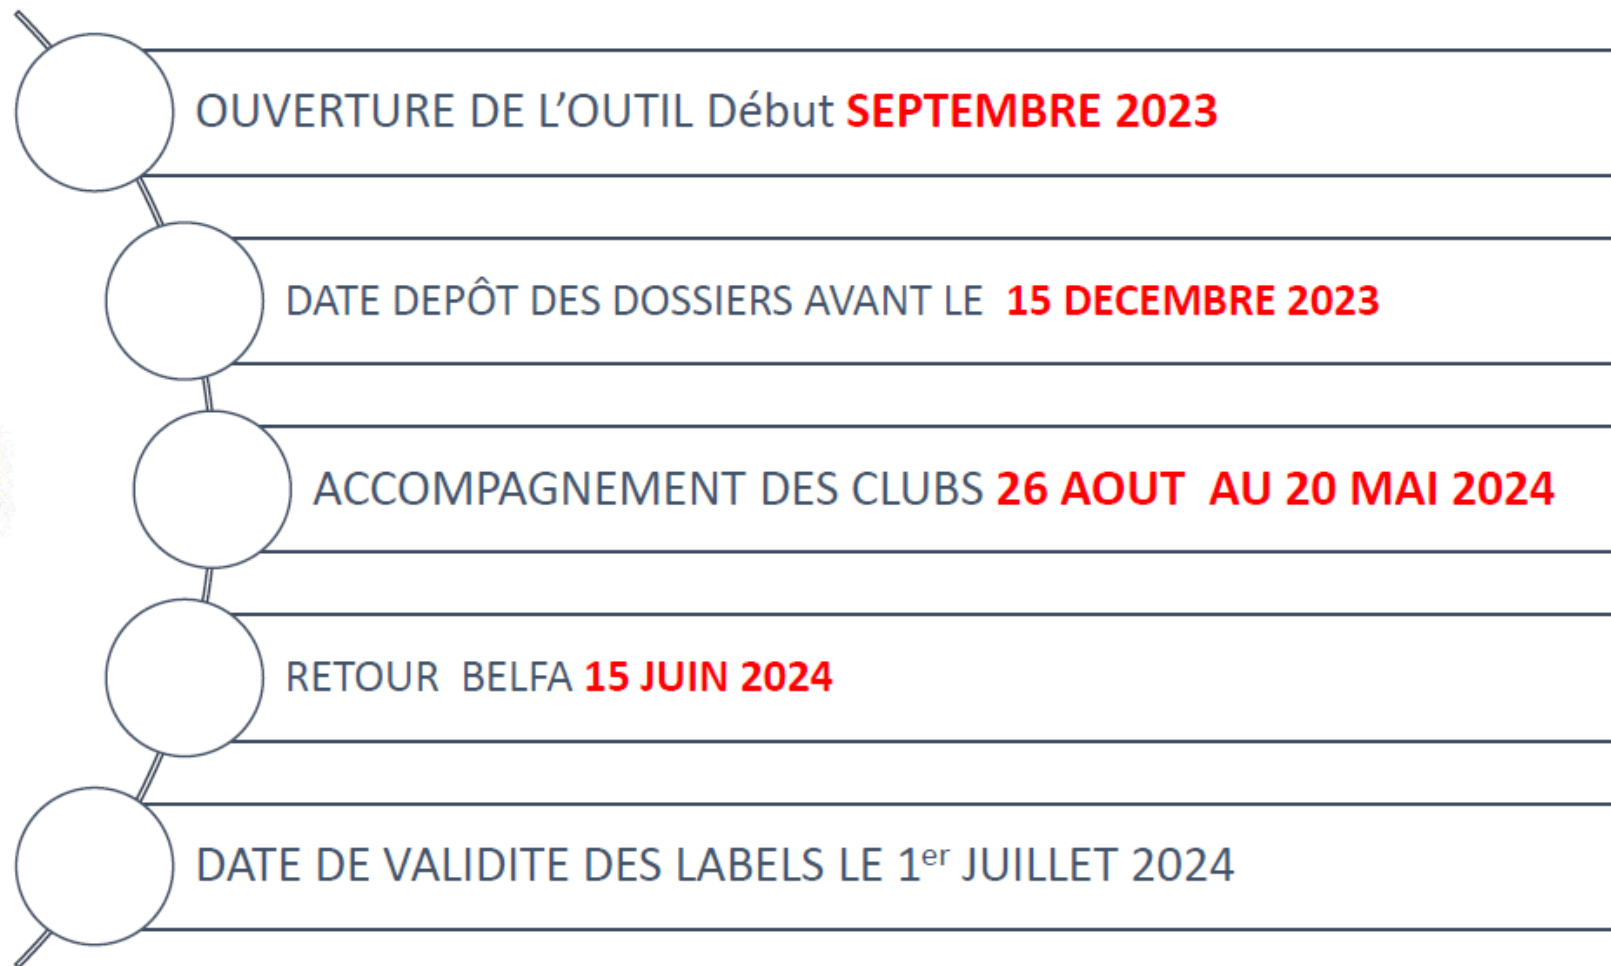 OUVERTURE DE L’OUTIL Début SEPTEMBRE 2023
DATE DEPÔT DES DOSSIERS AVANT LE 15 DECEMBRE 2023
ACCOMPAGNEMENT DES CLUBS 26 AOUT AU 20 MAI 2024
RETOUR BELFA 15 JUIN 2024
DATE DE VALIDITE DES LABELS LE 1er JUILLET 2024